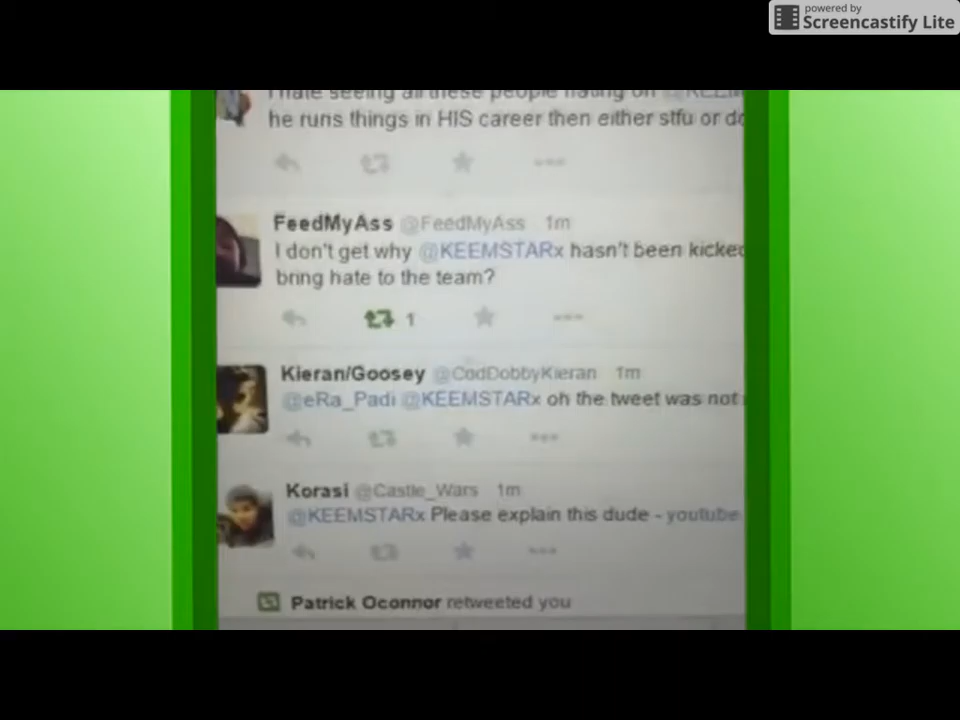 powered by
Screencastify Lite
I hate seeing all these people hating on @KEEM
he runs things in HIS career then either stfu or do
FeedMyAss @FeedMyAss 1m
I don't get why @KEEMSTARx hasn't been kicked
bring hate to the team?
1
Kieran/Goosey @CodDobbyKieran 1m
@eRa_Padi @KEEMSTARx oh the tweet was not
Korasi @Castle_Wars 1m
@KEEMSTARx Please explain this dude - youtube
Patrick Oconnor retweeted you